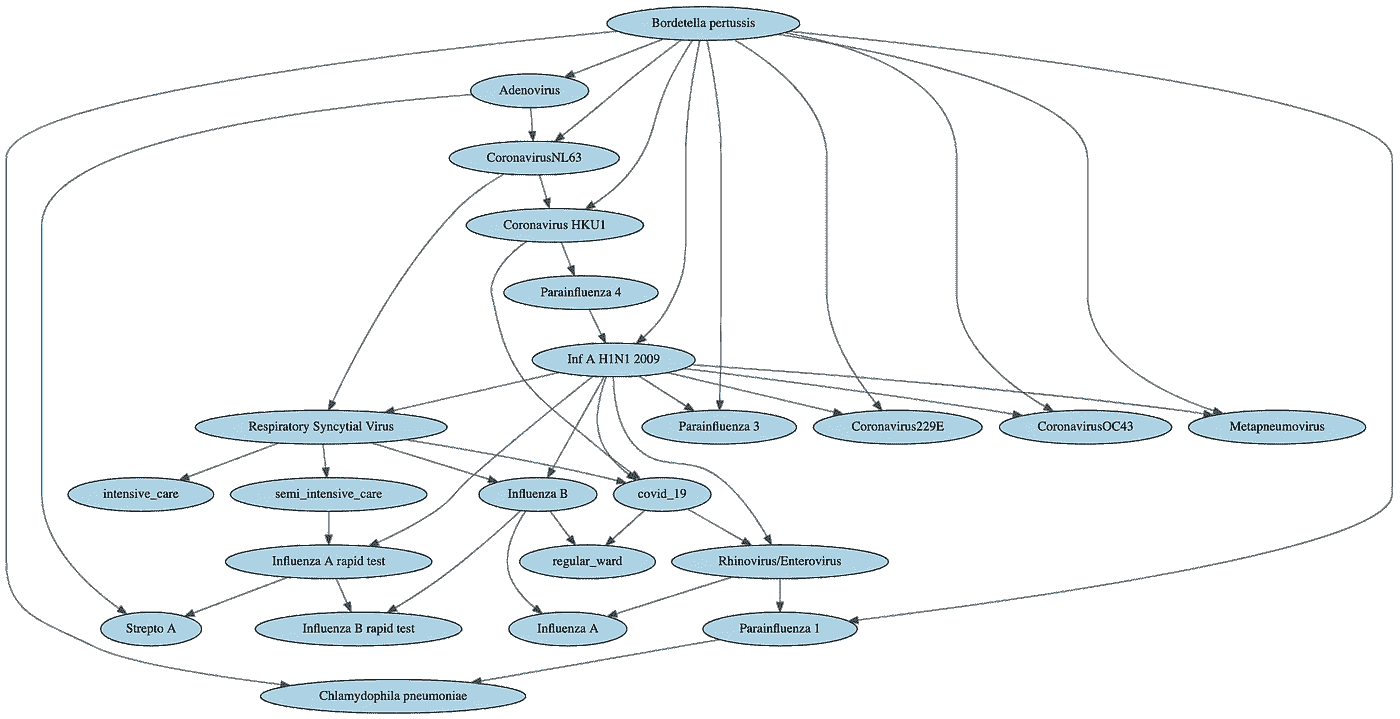 Bordetella pertussis
Adenovirus
CoronavirusNL63
Coronavirus HKU1
Parainfluenza 4
Inf A H1N1 2009
Respiratory Syncytial Virus
Parainfluenza 3
Coronavirus229E
CoronavirusOC43
Metapneumovirus
intensive_care
semi_intensive_care
Influenza B
covid_19
Influenza A rapid test
regular_ward
Rhinovirus/Enterovirus
Strepto A
Influenza B rapid test
Influenza A
Parainfluenza 1
Chlamydophila pneumoniae